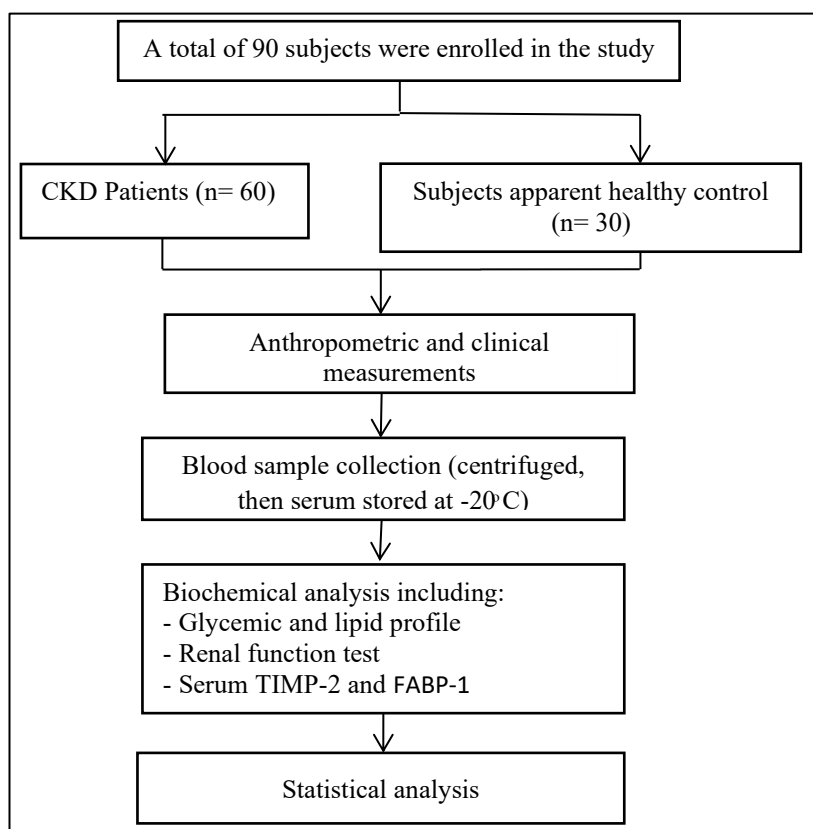 A total of 90 subjects were enrolled in the study
CKD Patients (n= 60)
Subjects apparent healthy control
(n= 30)
Anthropometric and clinical
measurements
Blood sample collection (centrifuged,
then serum stored at -20°C)
Biochemical analysis including:
- Glycemic and lipid profile
- Renal function test
- Serum TIMP-2 and FABP-1
Statistical analysis